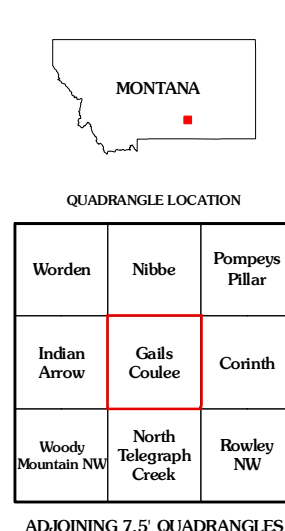 MONTANA
QUADRANGLE LOCATION
Worden
Nibbe
Pompeys
Pillar
Indian
Arrow
Gails
Coulee
Corinth
Woody
Mountain NW
North
Telegraph
Creek
Rowley
NW
ADJOINING 7.5' QUADRANGLES